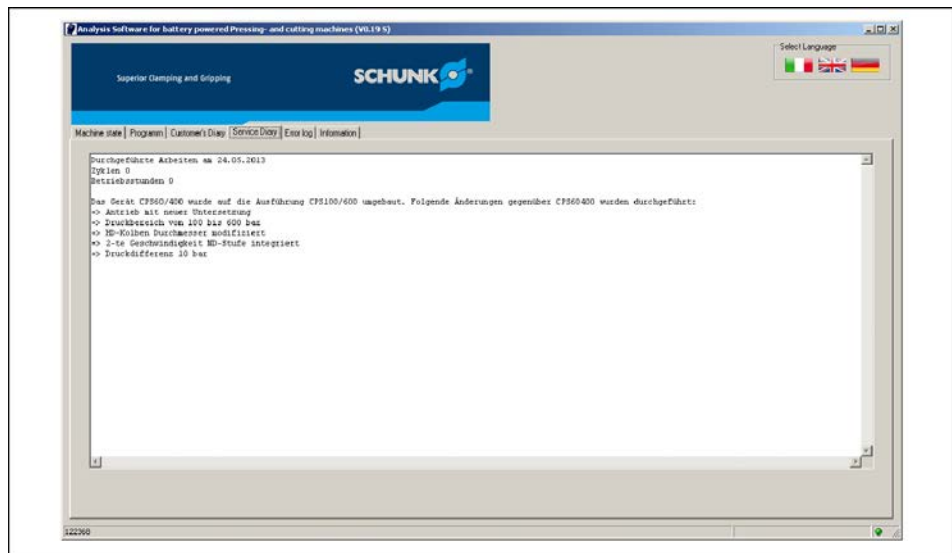 Analysis Software for battery powered Pressing- and cutting machines (V0.19 S)
Select Language
Superior Clamping and Gripping
SCHUNK
Machine state
Programm
Customer's Diary
Service Diary
Error log
Information
Durchgeführte Arbeiten am 24.05.2013
Zyklen 0
Betriebsstunden 0
Das Gerät CPS60/400 wurde auf die Ausführung CPS100/600 umgebaut. Folgende Änderungen gegenüber CPS60400 wurden durchgeführt:
=> Antrieb mit neuer Untersetzung
=> Druckbereich von 100 bis 600 bar
=> HD-Kolben Durchmesser modifiziert
=> 2-te Geschwindigkeit ND-Stufe integriert
=> Druckdifferenz 10 bar
122360